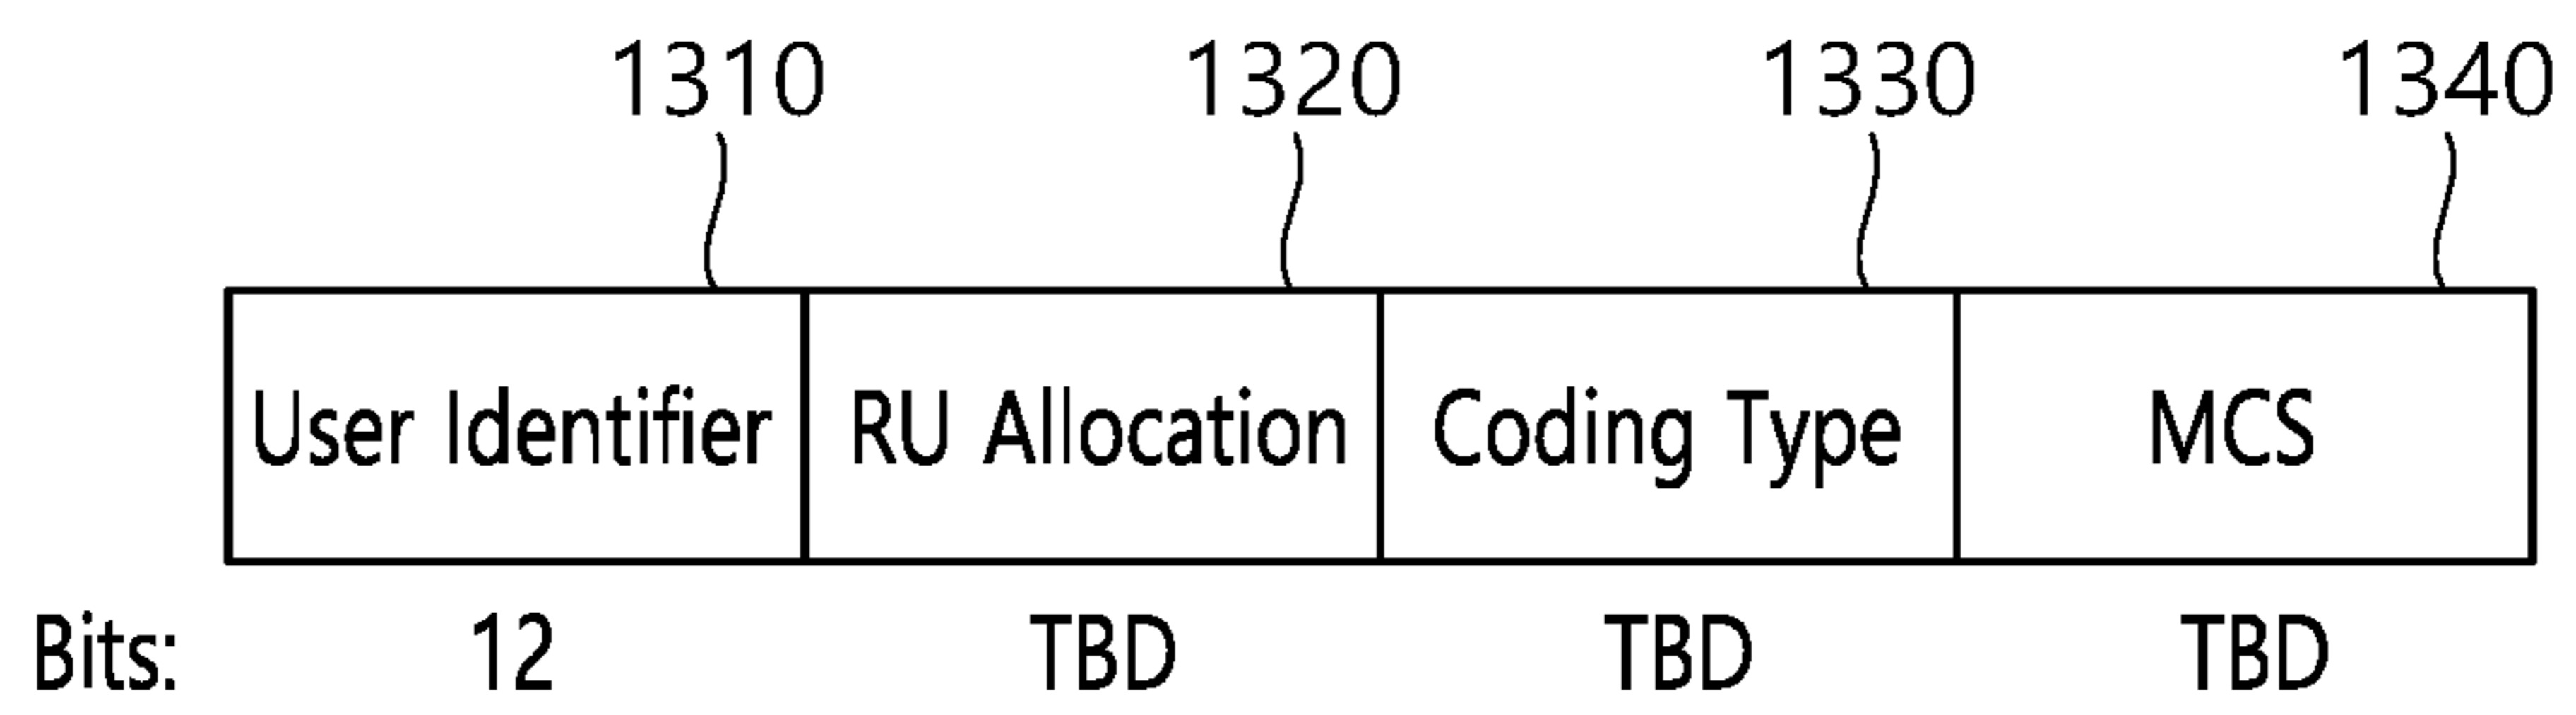 1310 1320 1330 1340
User Identifier RU Allocation Coding Type MCS
Bits: 12 TBD TBD TBD